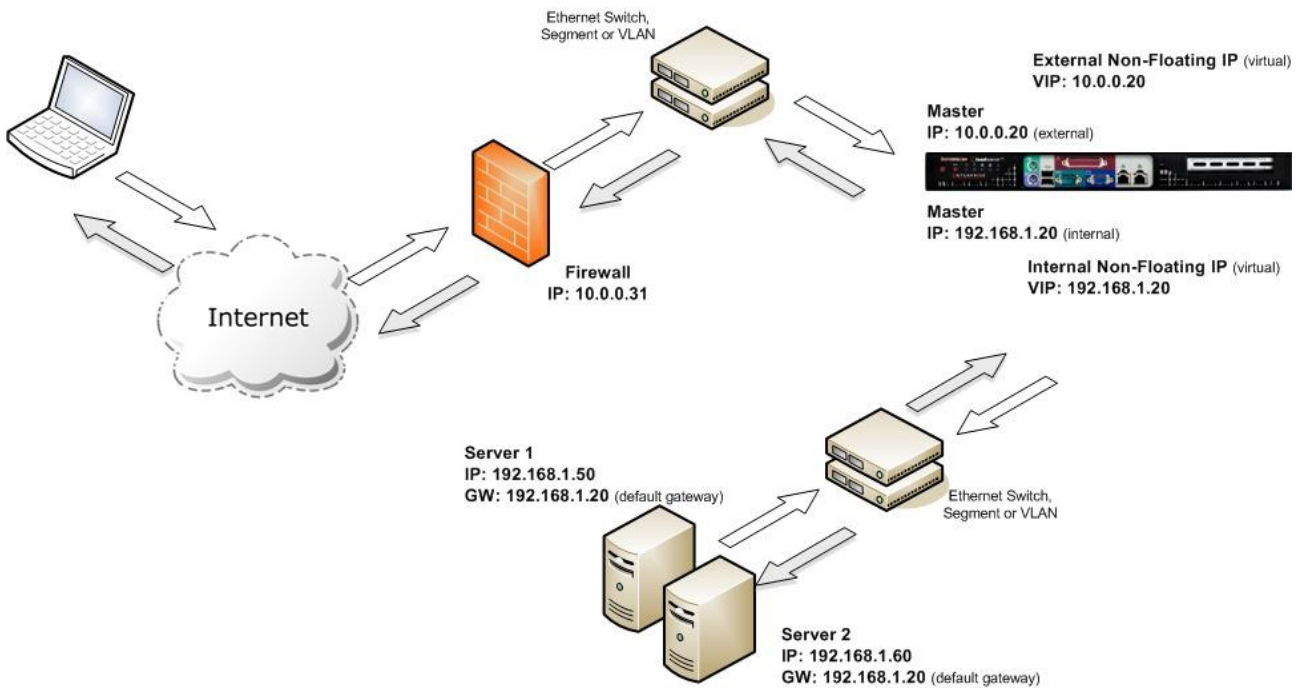 Ethernet Switch,
Segment or VLAN
External Non-Floating IP (virtual)
VIP: 10.0.0.20
Master
IP: 10.0.0.20 (external)
Master
IP: 192.168.1.20 (internal)
Internal Non-Floating IP (virtual)
VIP: 192.168.1.20
Firewall
IP: 10.0.0.31
Internet
Server 1
IP: 192.168.1.50
GW: 192.168.1.20 (default gateway)
Ethernet Switch,
Segment or VLAN
Server 2
IP: 192.168.1.60
GW: 192.168.1.20 (default gateway)